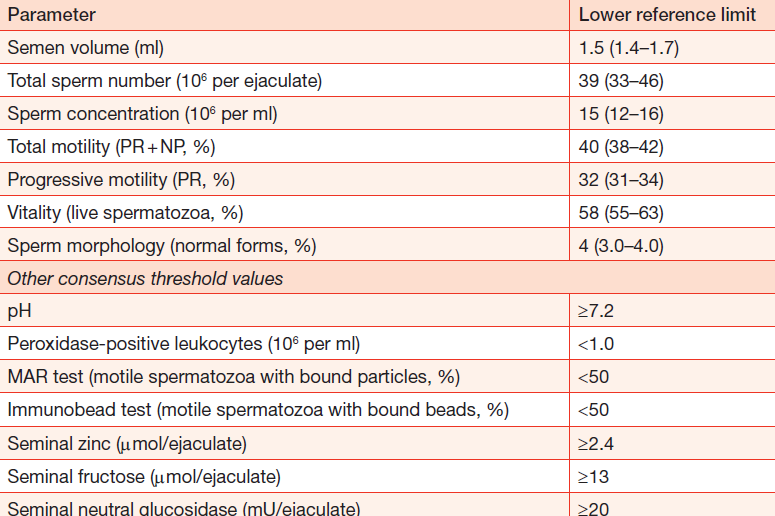 Parameter Lower reference limit
Semen volume (ml) 1.5 (1.4–1.7)
Total sperm number (10⁶ per ejaculate) 39 (33–46)
Sperm concentration (10⁶ per ml) 15 (12–16)
Total motility (PR+NP, %) 40 (38–42)
Progressive motility (PR, %) 32 (31–34)
Vitality (live spermatozoa, %) 58 (55–63)
Sperm morphology (normal forms, %) 4 (3.0–4.0)
Other consensus threshold values
pH ≥7.2
Peroxidase-positive leukocytes (10⁶ per ml) <1.0
MAR test (motile spermatozoa with bound particles, %) <50
Immunobead test (motile spermatozoa with bound beads, %) <50
Seminal zinc (μmol/ejaculate) ≥2.4
Seminal fructose (μmol/ejaculate) ≥13
Seminal neutral glucosidase (mU/ejaculate) ≥20